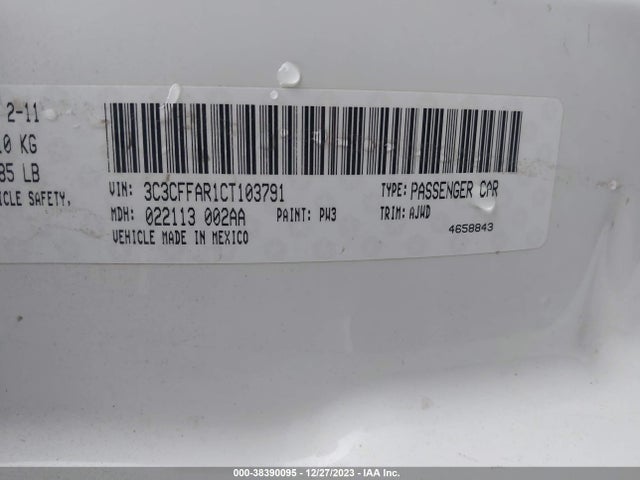 2-11
0 KG
85 LB
ICLE SAFETY,
VIN: 3C3CFFAR1CT103791 TYPE: PASSENGER CAR
MDH: 022113 002AA PAINT: PW3 TRIM: AJWD
VEHICLE MADE IN MEXICO
4658843
000-38390095 - 12/27/2023 - IAA Inc.